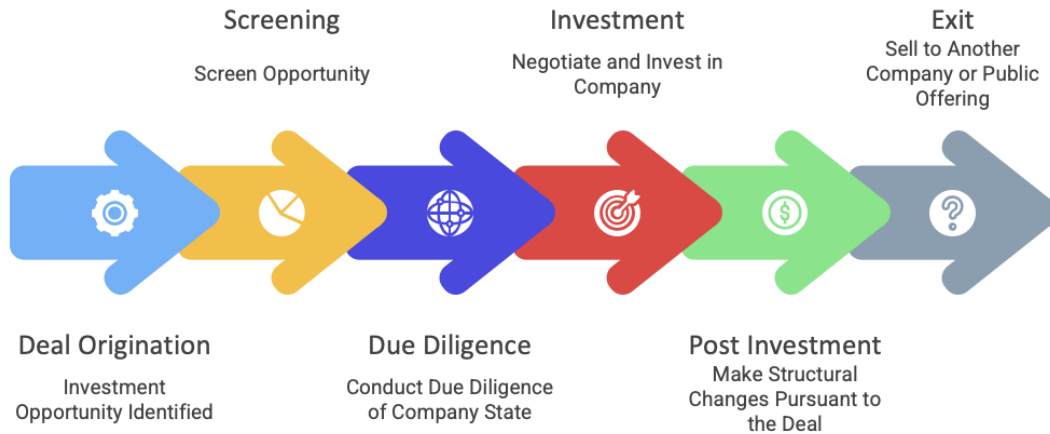 Deal Origination
Investment
Opportunity Identified
Screening
Screen Opportunity
Due Diligence
Conduct Due Diligence
of Company State
Investment
Negotiate and Invest in
Company
$
Post Investment
Make Structural
Changes Pursuant to
the Deal
?
Exit
Sell to Another
Company or Public
Offering